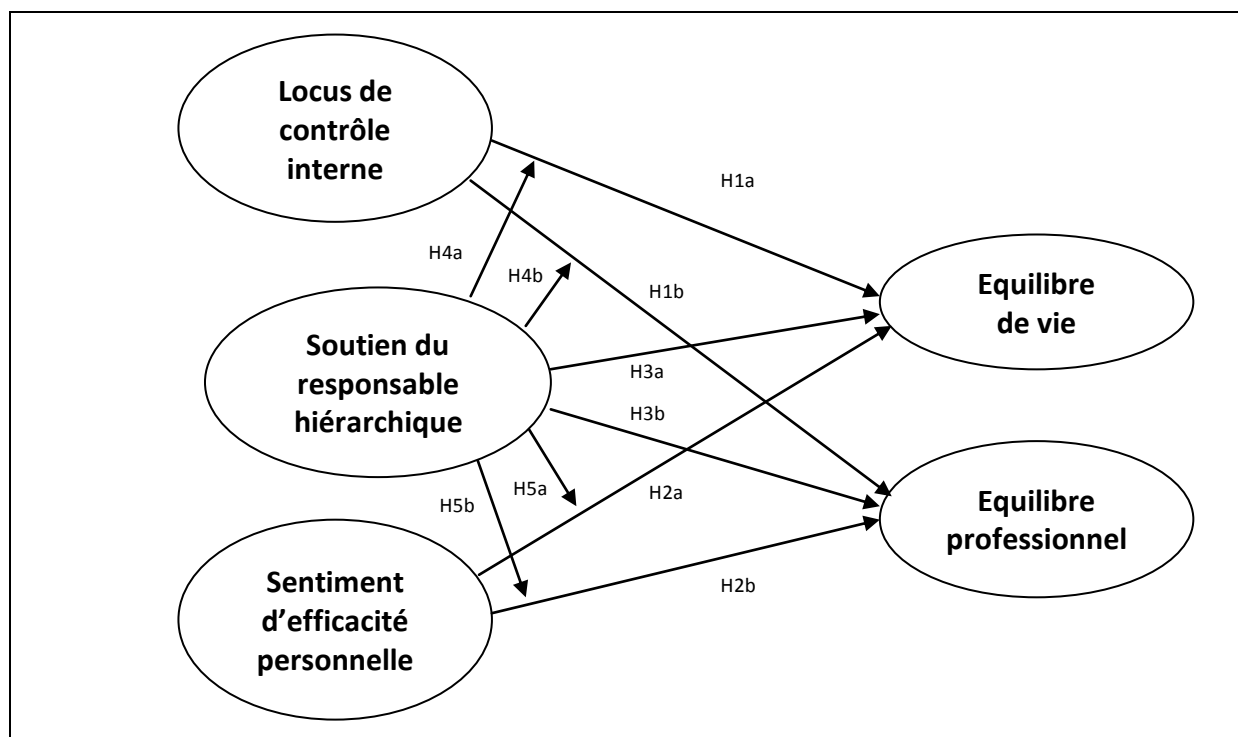 Locus de
contrôle
interne
H1a
H4a
H4b
H1b
Equilibre
de vie
Soutien du
responsable
hiérarchique
H3a
H3b
H5a
H5b
H2a
Equilibre
professionnel
Sentiment
d’efficacité
personnelle
H2b